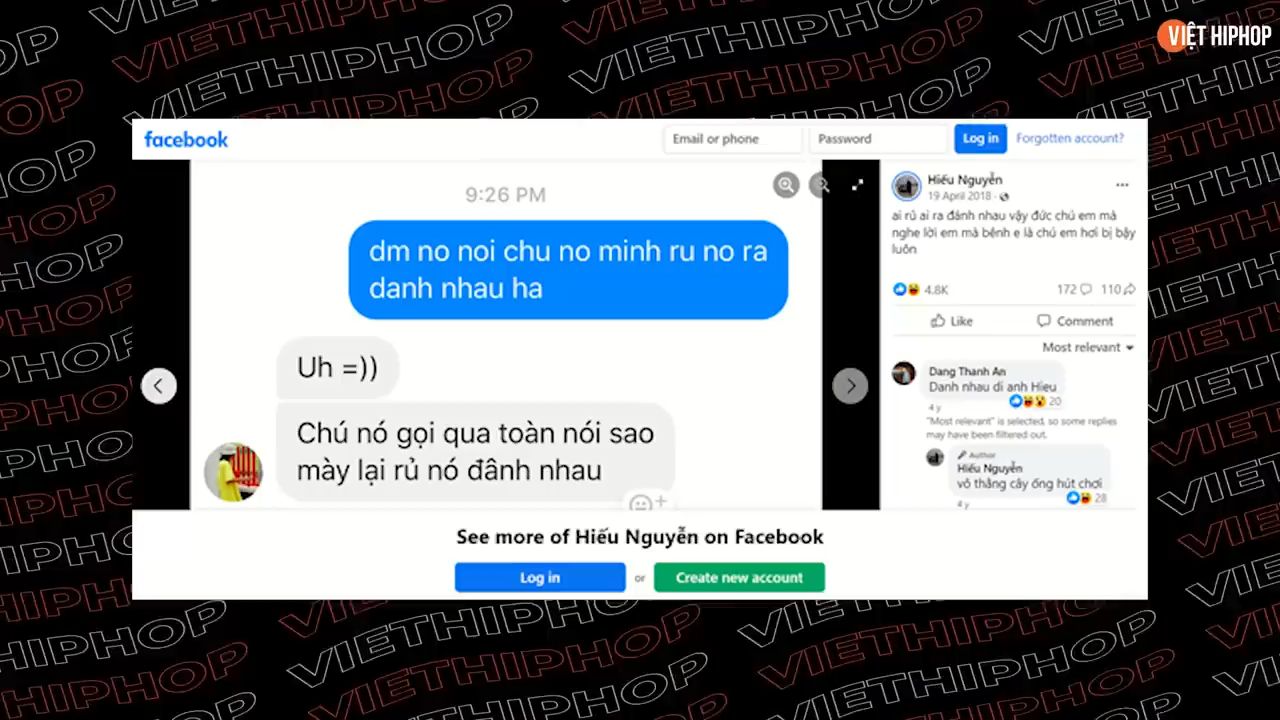 VIỆT HIPHOP
facebook
Email or phone
Password
Log in
Forgotten account?
9:26 PM
dm no noi chu no minh ru no ra
danh nhau ha
Uh =))
Chú nó gọi qua toàn nói sao
mày lại rủ nó đânh nhau
Hiếu Nguyễn
19 April 2018
ai rủ ai ra đánh nhau vậy đức chú em mà
nghe lời em mà bênh e là chú em hơi bị bậy
luôn
4.8K
172
110
Like
Comment
Most relevant
Dang Thanh An
Danh nhau di anh Hieu
20
4 y
"Most relevant" is selected, so some replies
may have been filtered out.
Author
Hiếu Nguyễn
vỏ thằng cây ống hút chơi
28
4 y
See more of Hiếu Nguyễn on Facebook
Log in
or
Create new account
VIETHIPHOP